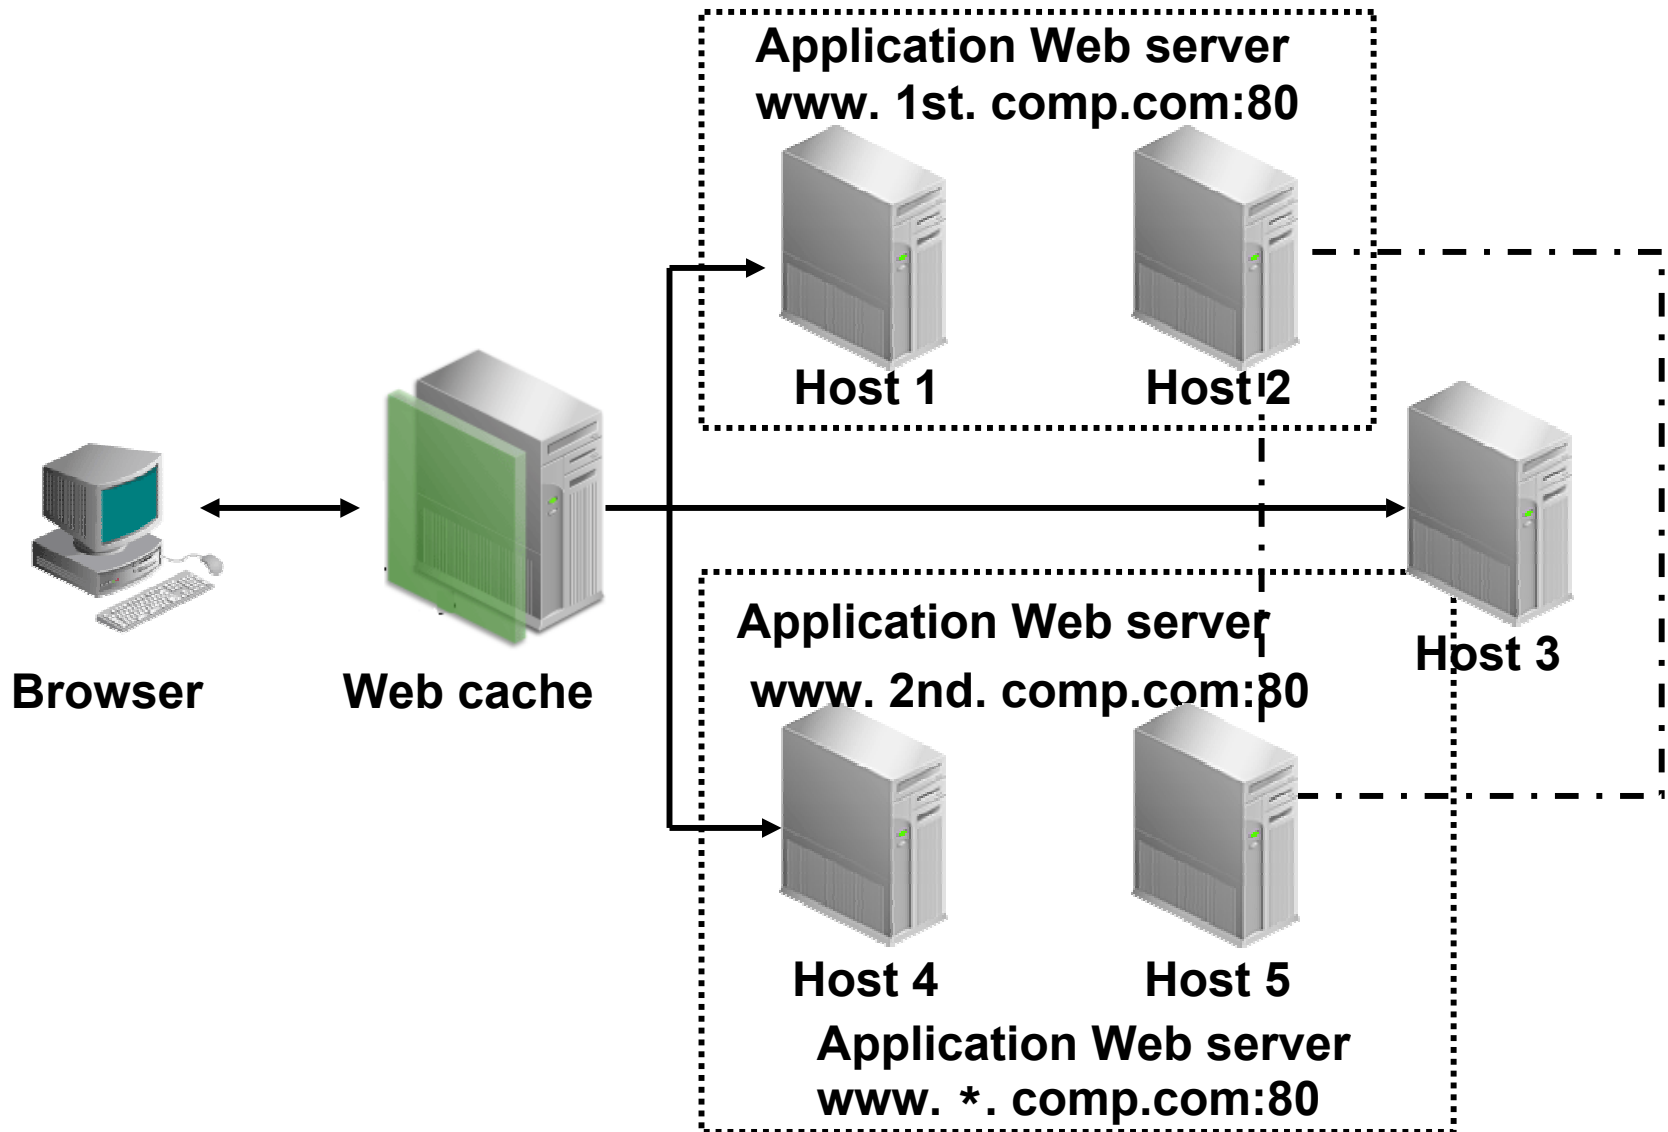 Application Web server
www. 1st. comp.com:80
Host 1
Host 2
Application Web server
www. 2nd. comp.com:80
Host 3
Browser
Web cache
Host 4
Host 5
Application Web server
www. *. comp.com:80